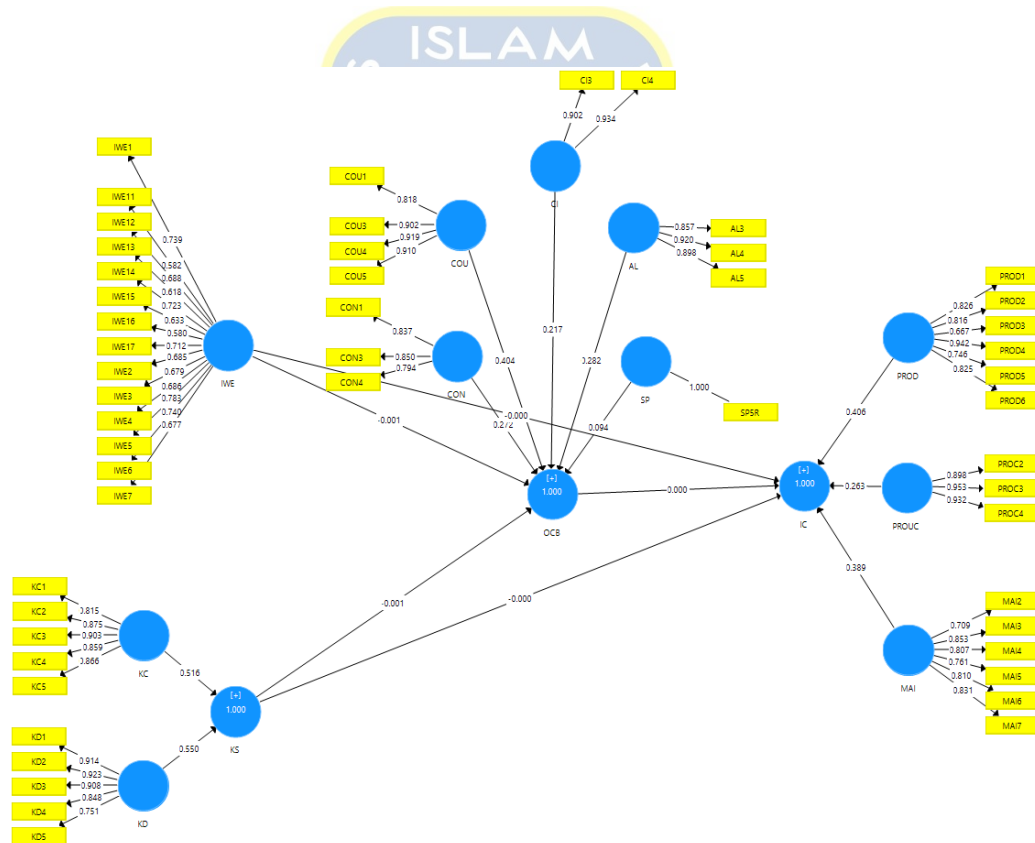 ISLAM
CI3
CI4
0.902
0.934
CI
IWE1
IWE11
IWE12
IWE13
IWE14
IWE15
IWE16
IWE17
IWE2
IWE3
IWE4
IWE5
IWE6
IWE7
0.739
0.582
0.688
0.618
0.723
0.633
0.580
0.712
0.685
0.679
0.686
0.783
0.740
0.677
IWE
COU1
COU3
COU4
COU5
0.818
0.902
0.919
0.910
COU
CON1
CON3
CON4
0.837
0.850
0.794
CON
AL3
AL4
AL5
0.857
0.920
0.898
AL
SP
1.000
SP5R
0.217
0.404
0.282
0.272
0.094
-0.001
-0.000
[+]
1.000
OCB
0.000
[+]
1.000
IC
PROD1
PROD2
PROD3
PROD4
PROD5
PROD6
0.826
0.816
0.667
0.942
0.746
0.825
PROD
0.406
PROC2
PROC3
PROC4
0.898
0.953
0.932
PROUC
0.263
MAI2
MAI3
MAI4
MAI5
MAI6
MAI7
0.709
0.853
0.807
0.761
0.810
0.831
MAI
0.389
-0.001
-0.000
KC1
KC2
KC3
KC4
KC5
0.815
0.875
0.903
0.859
0.866
KC
0.516
[+]
1.000
KS
KD1
KD2
KD3
KD4
KD5
0.914
0.923
0.908
0.848
0.751
KD
0.550